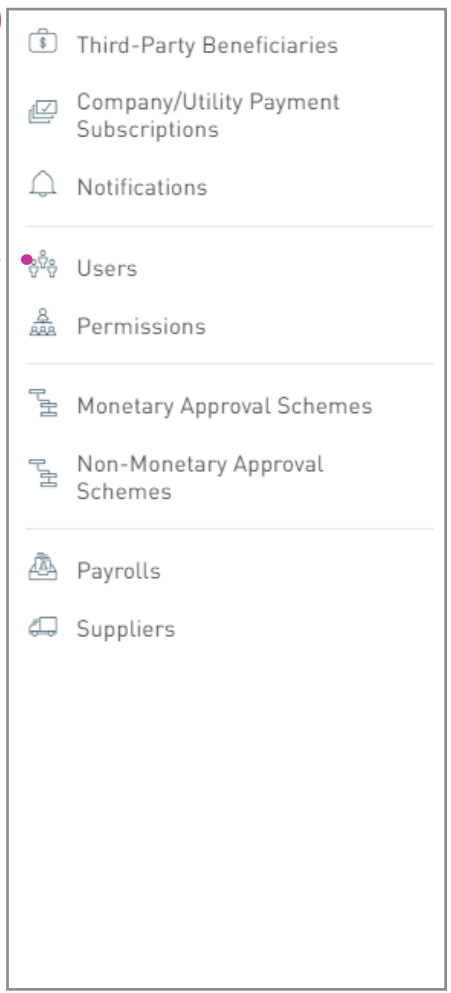 Third-Party Beneficiaries
Company/Utility Payment
Subscriptions
Notifications
Users
Permissions
Monetary Approval Schemes
Non-Monetary Approval
Schemes
Payrolls
Suppliers